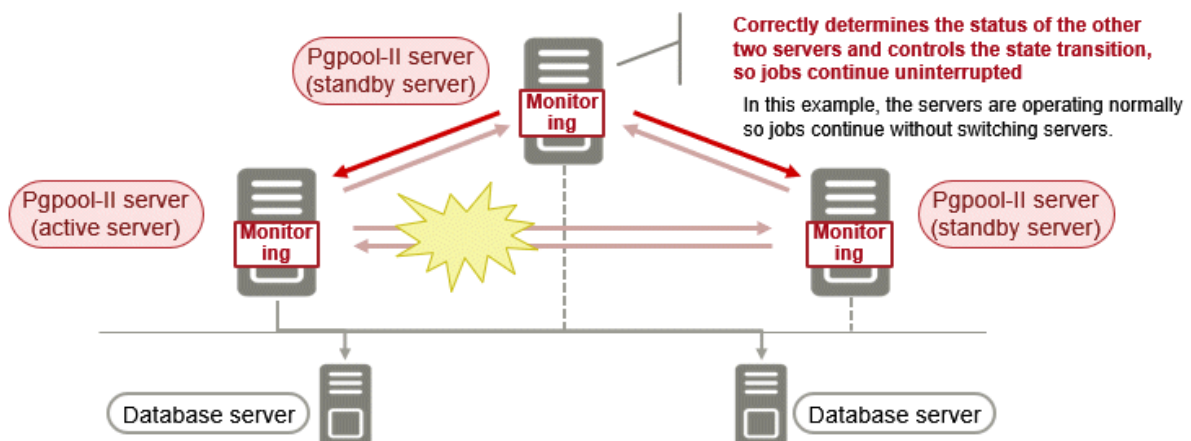 Pgpool-II server
(standby server)
Monitor
ing
Correctly determines the status of the other
two servers and controls the state transition,
so jobs continue uninterrupted
In this example, the servers are operating normally
so jobs continue without switching servers.
Pgpool-II server
(active server)
Monitor
ing
Monitor
ing
Pgpool-II server
(standby server)
Database server
Database server